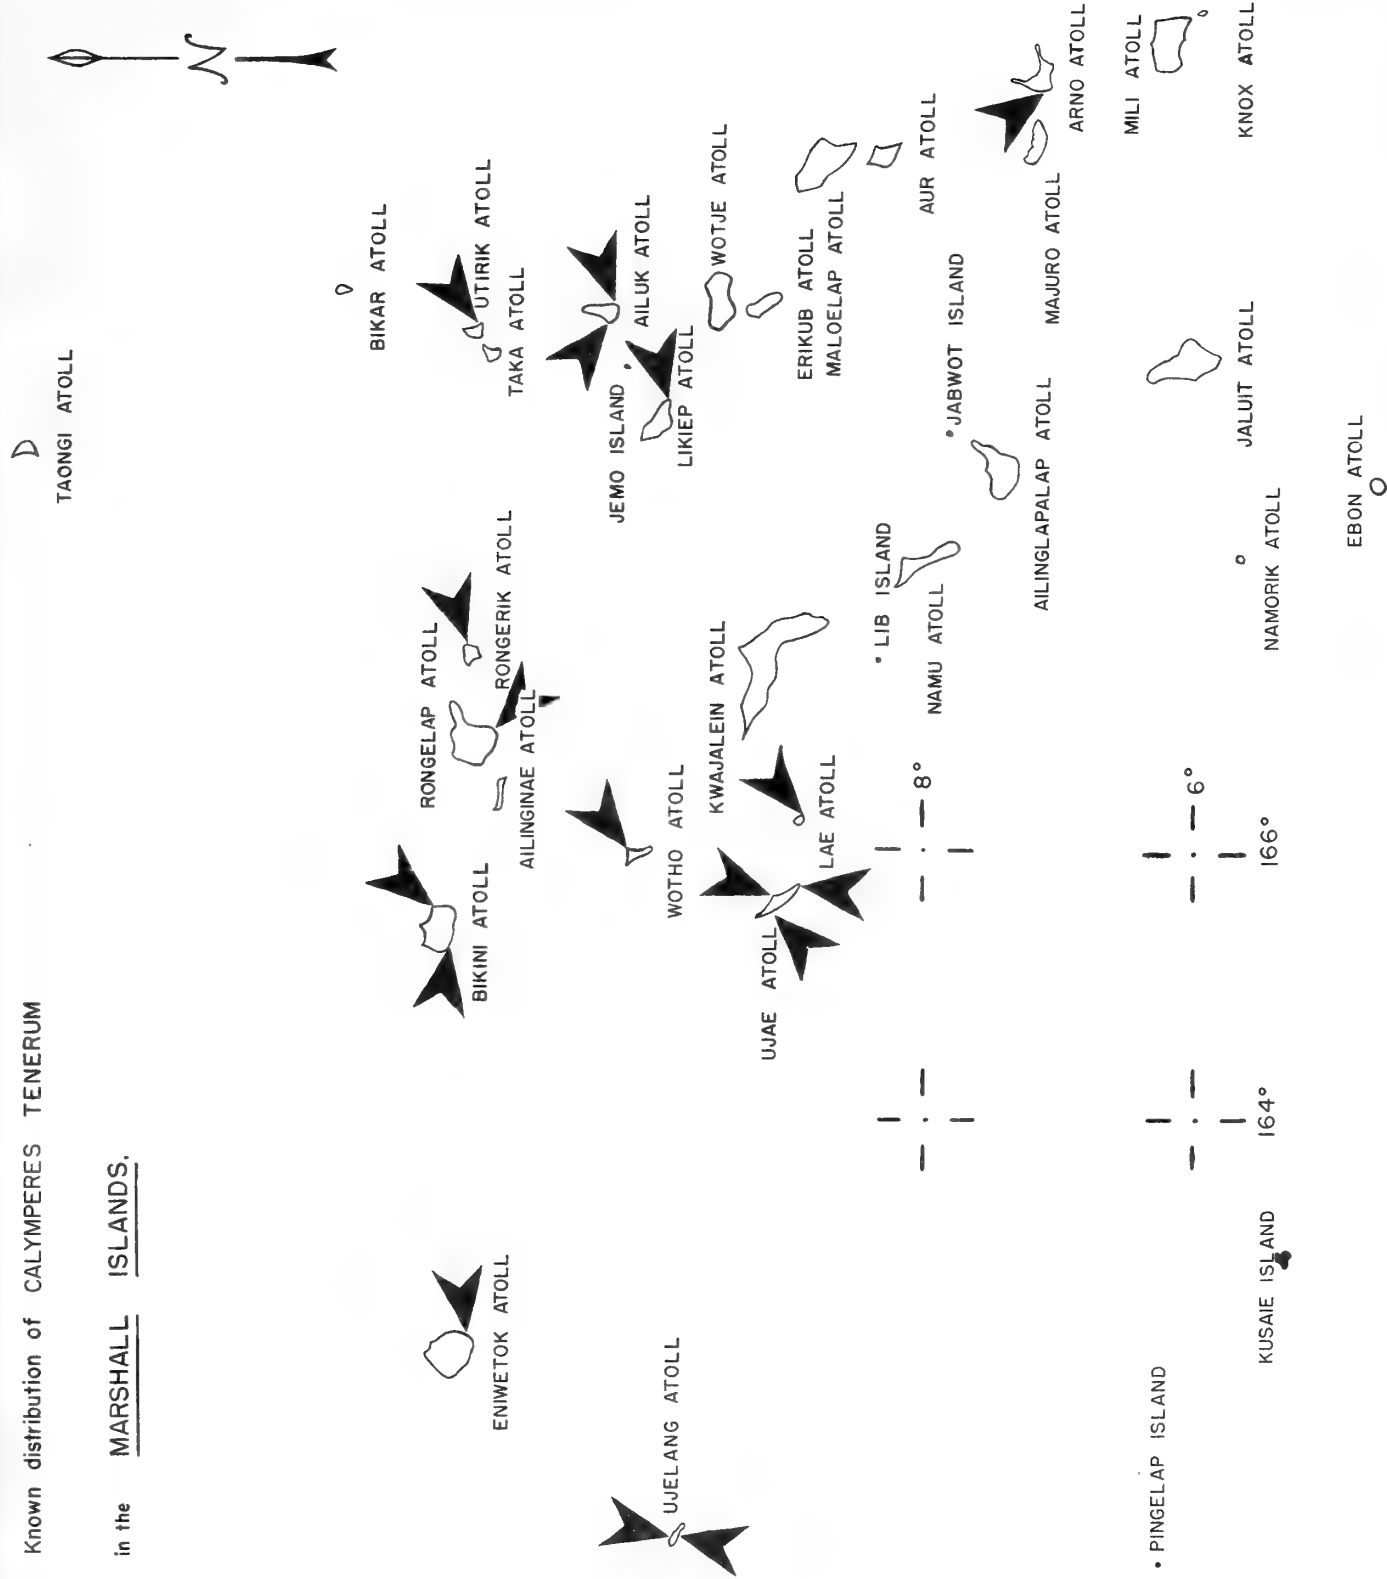 Known distribution of CALYMPERES TENERUM
in the MARSHALL ISLANDS.
N
TAONGI ATOLL
BIKAR ATOLL
UTIRIK ATOLL
TAKA ATOLL
RONGELAP ATOLL
RONGERIK ATOLL
AILINGINAE ATOLL
BIKINI ATOLL
ENIWETOK ATOLL
JEMO ISLAND
AILUK ATOLL
LIKIEP ATOLL
WOTHO ATOLL
UJELANG ATOLL
WOTJE ATOLL
KWAJALEIN ATOLL
UJAE ATOLL
LAE ATOLL
ERIKUB ATOLL
MALOELAP ATOLL
LIB ISLAND
AUR ATOLL
NAMU ATOLL
JABWOT ISLAND
8°
AILINGLAPALAP ATOLL
MAJURO ATOLL
ARNO ATOLL
MILI ATOLL
PINGELAP ISLAND
6°
KNOX ATOLL
JALUIT ATOLL
NAMORIK ATOLL
KUSAIE ISLAND
164°
166°
EBON ATOLL